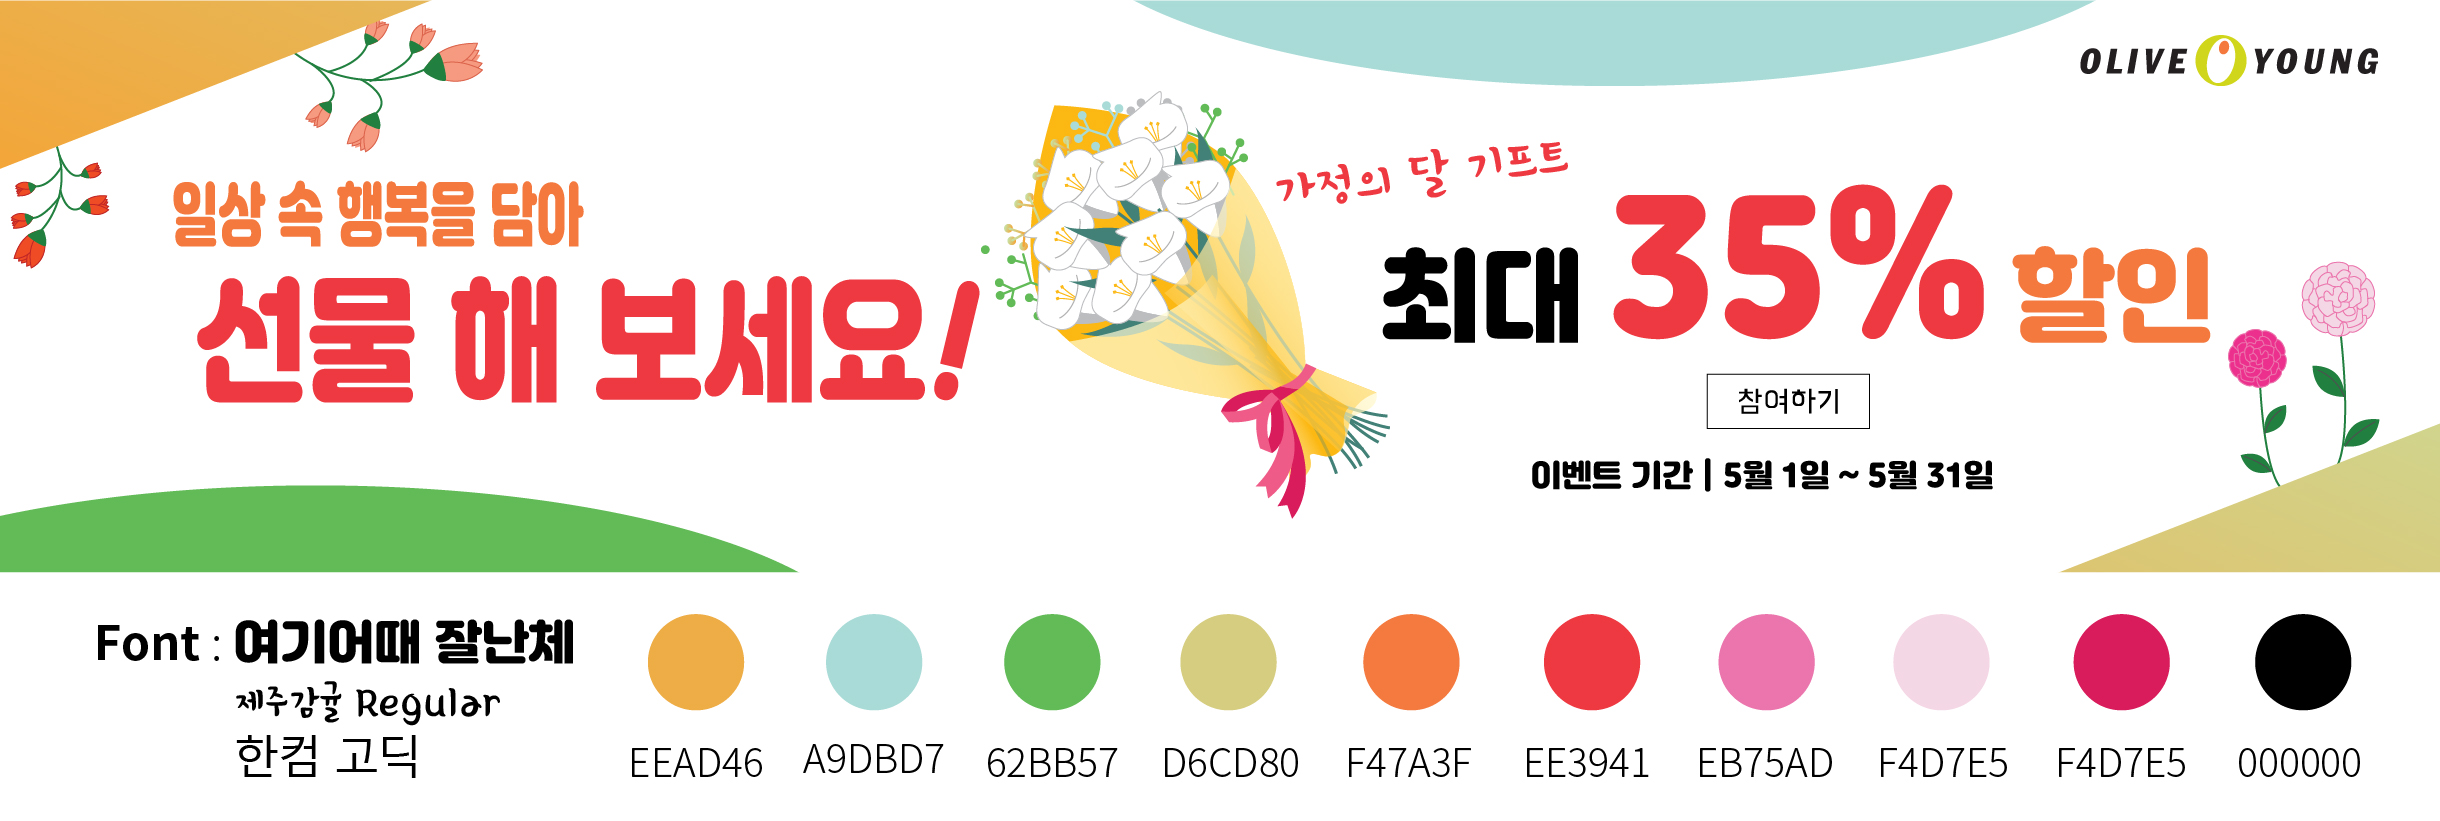 OLIVE YOUNG
일상 속 행복을 담아
선물 해 보세요!
가정의 달 기프트
최대 35% 할인
참여하기
이벤트 기간 | 5월 1일 ~ 5월 31일
Font : 여기어때 잘난체
제주감귤 Regular
한컴 고딕
EEAD46 A9DBD7 62BB57 D6CD80 F47A3F EE3941 EB75AD F4D7E5 F4D7E5 000000